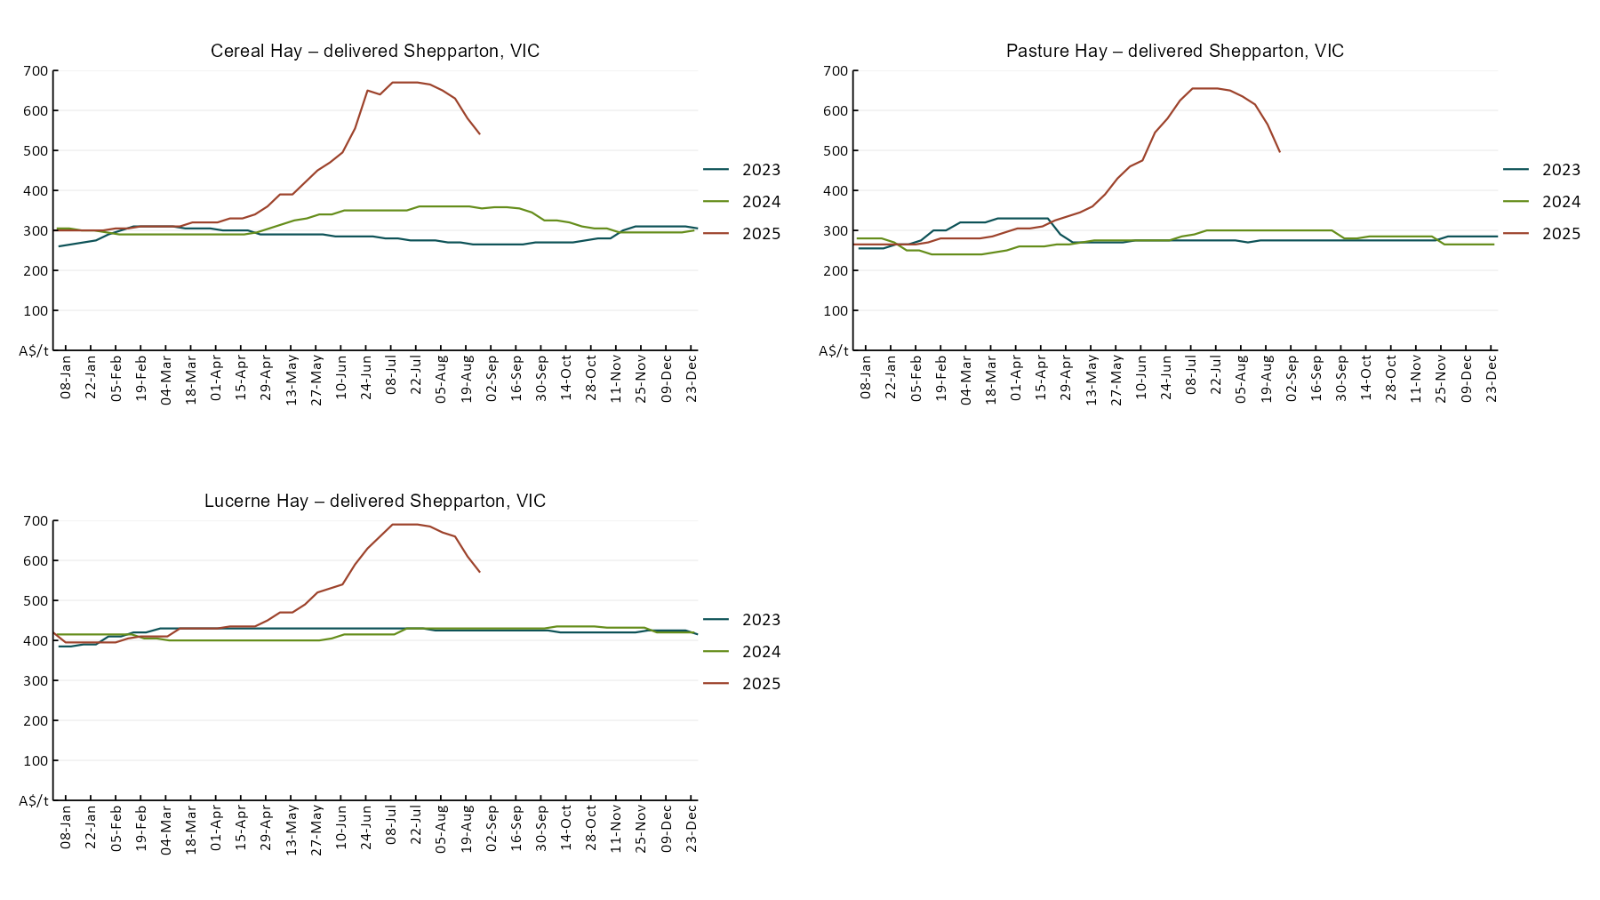 Cereal Hay – delivered Shepparton, VIC
700
600
500
400
300
200
100
A$/t
08-Jan
22-Jan
05-Feb
19-Feb
04-Mar
18-Mar
01-Apr
15-Apr
29-Apr
13-May
27-May
10-Jun
24-Jun
08-Jul
22-Jul
05-Aug
19-Aug
02-Sep
16-Sep
30-Sep
14-Oct
28-Oct
11-Nov
25-Nov
09-Dec
23-Dec
2023
2024
2025
Pasture Hay – delivered Shepparton, VIC
700
600
500
400
300
200
100
A$/t
08-Jan
22-Jan
05-Feb
19-Feb
04-Mar
18-Mar
01-Apr
15-Apr
29-Apr
13-May
27-May
10-Jun
24-Jun
08-Jul
22-Jul
05-Aug
19-Aug
02-Sep
16-Sep
30-Sep
14-Oct
28-Oct
11-Nov
25-Nov
09-Dec
23-Dec
2023
2024
2025
Lucerne Hay – delivered Shepparton, VIC
700
600
500
400
300
200
100
A$/t
08-Jan
22-Jan
05-Feb
19-Feb
04-Mar
18-Mar
01-Apr
15-Apr
29-Apr
13-May
27-May
10-Jun
24-Jun
08-Jul
22-Jul
05-Aug
19-Aug
02-Sep
16-Sep
30-Sep
14-Oct
28-Oct
11-Nov
25-Nov
09-Dec
23-Dec
2023
2024
2025